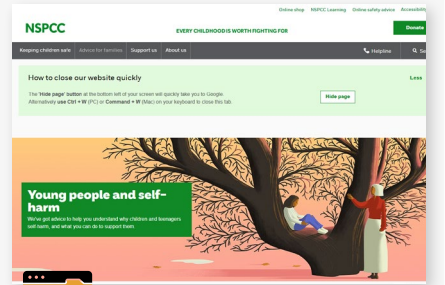 Online shop NSPCC Learning Online safety advice Accessibility
NSPCC
EVERY CHILDHOOD IS WORTH FIGHTING FOR
Donate
Keeping children safe Advice for families Support us About us Helpline
How to close our website quickly
Less
The 'Hide page' button at the bottom left of your screen will quickly take you to Google.
Alternatively use Ctrl + W (PC) or Command + W (Mac) on your keyboard to close this tab.
Hide page
Young people and self-
harm
We've got advice to help you understand why children and teenagers
self-harm, and what you can do to support them.